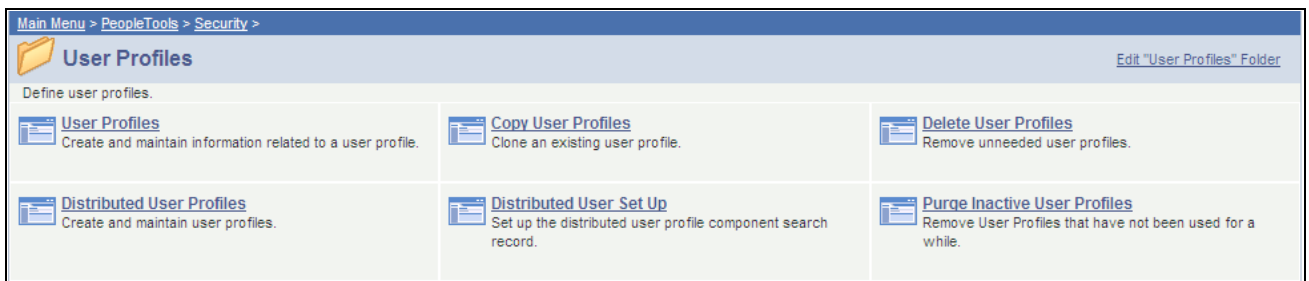 Main Menu > PeopleTools > Security >
User Profiles
Edit "User Profiles" Folder
Define user profiles.
User Profiles
Create and maintain information related to a user profile.
Copy User Profiles
Clone an existing user profile.
Delete User Profiles
Remove unneeded user profiles.
Distributed User Profiles
Create and maintain user profiles.
Distributed User Set Up
Set up the distributed user profile component search
record.
Purge Inactive User Profiles
Remove User Profiles that have not been used for a
while.